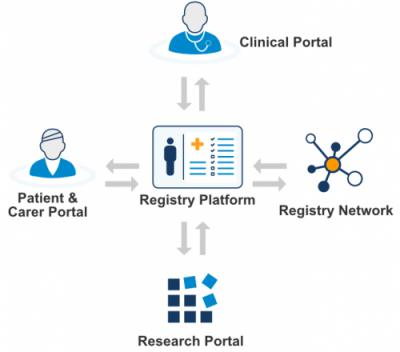 Clinical Portal
Patient &
Carer Portal
Registry Platform
Registry Network
Research Portal